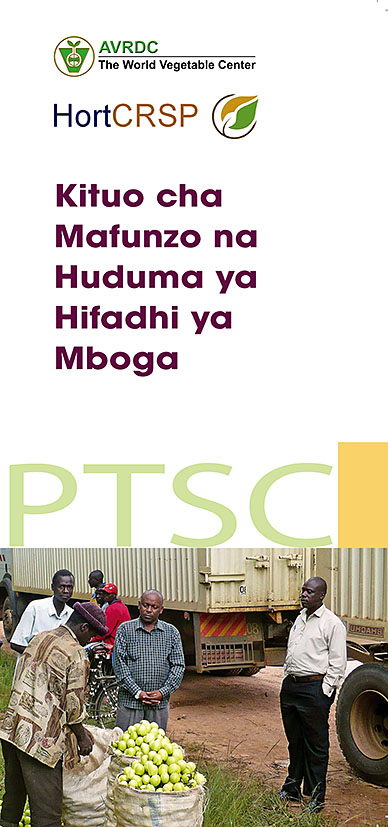 AVRDC
The World Vegetable Center
HortCRSP
Kituo cha
Mafunzo na
Huduma ya
Hifadhi ya
Mboga
PTSC